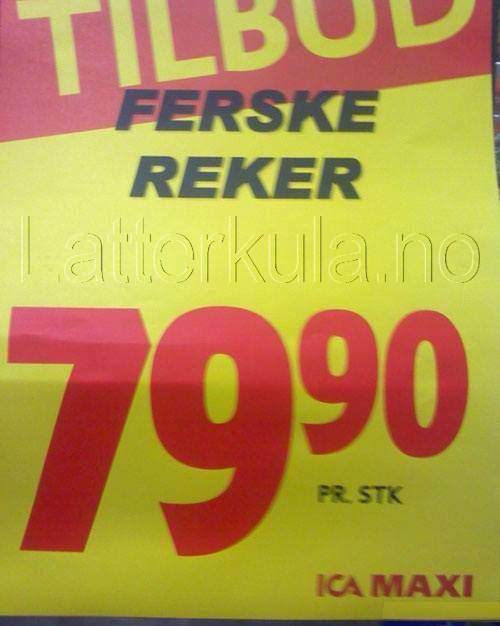 TILBUD
FERSKE
REKER
Latterkula.no
79 90
PR. STK
ICA MAXI